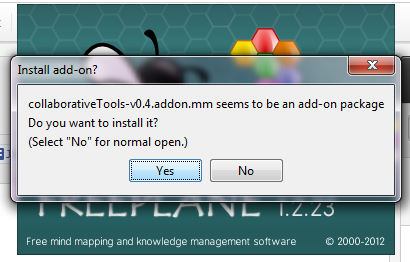 Install add-on?
collaborativeTools-v0.4.addon.mm seems to be an add-on package
Do you want to install it?
(Select "No" for normal open.)
Yes
No
FREEPLANE 1.2.23
Free mind mapping and knowledge management software © 2000-2012